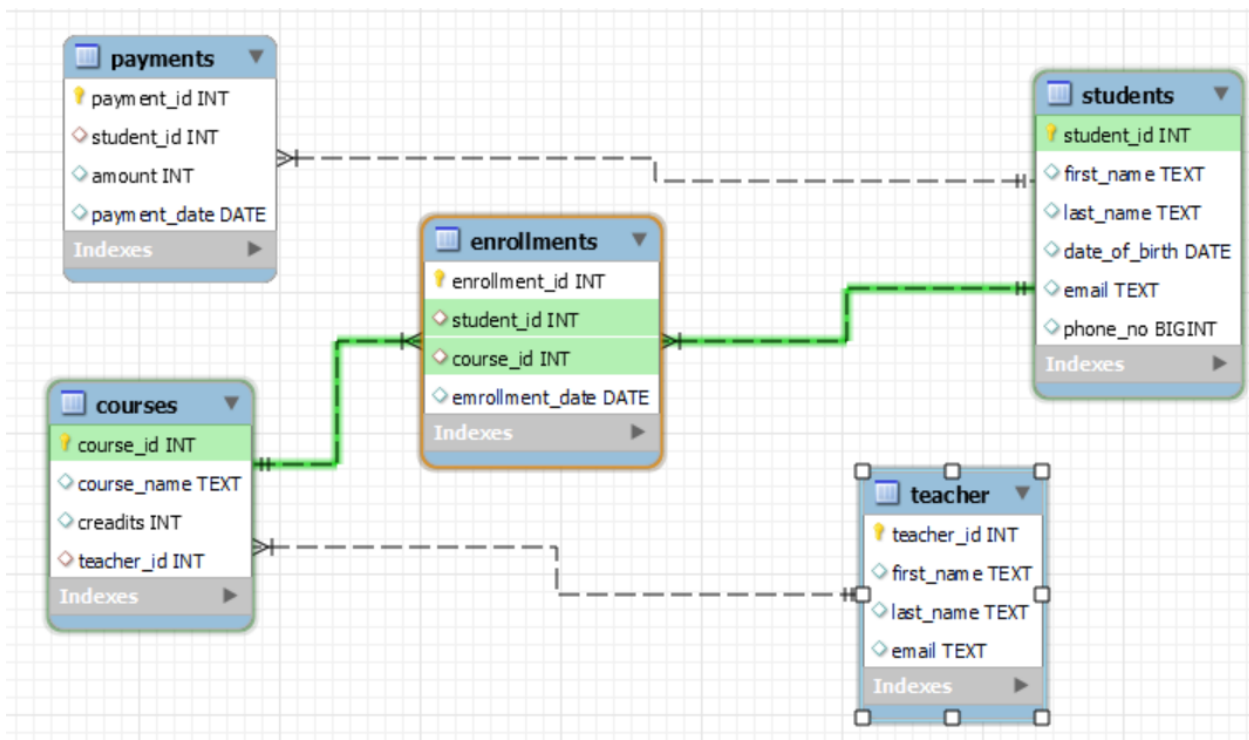 payments
payment_id INT
student_id INT
amount INT
payment_date DATE
Indexes
students
student_id INT
first_name TEXT
last_name TEXT
date_of_birth DATE
email TEXT
phone_no BIGINT
Indexes
enrollments
enrollment_id INT
student_id INT
course_id INT
emrollment_date DATE
Indexes
courses
course_id INT
course_name TEXT
creadits INT
teacher_id INT
Indexes
teacher
teacher_id INT
first_name TEXT
last_name TEXT
email TEXT
Indexes